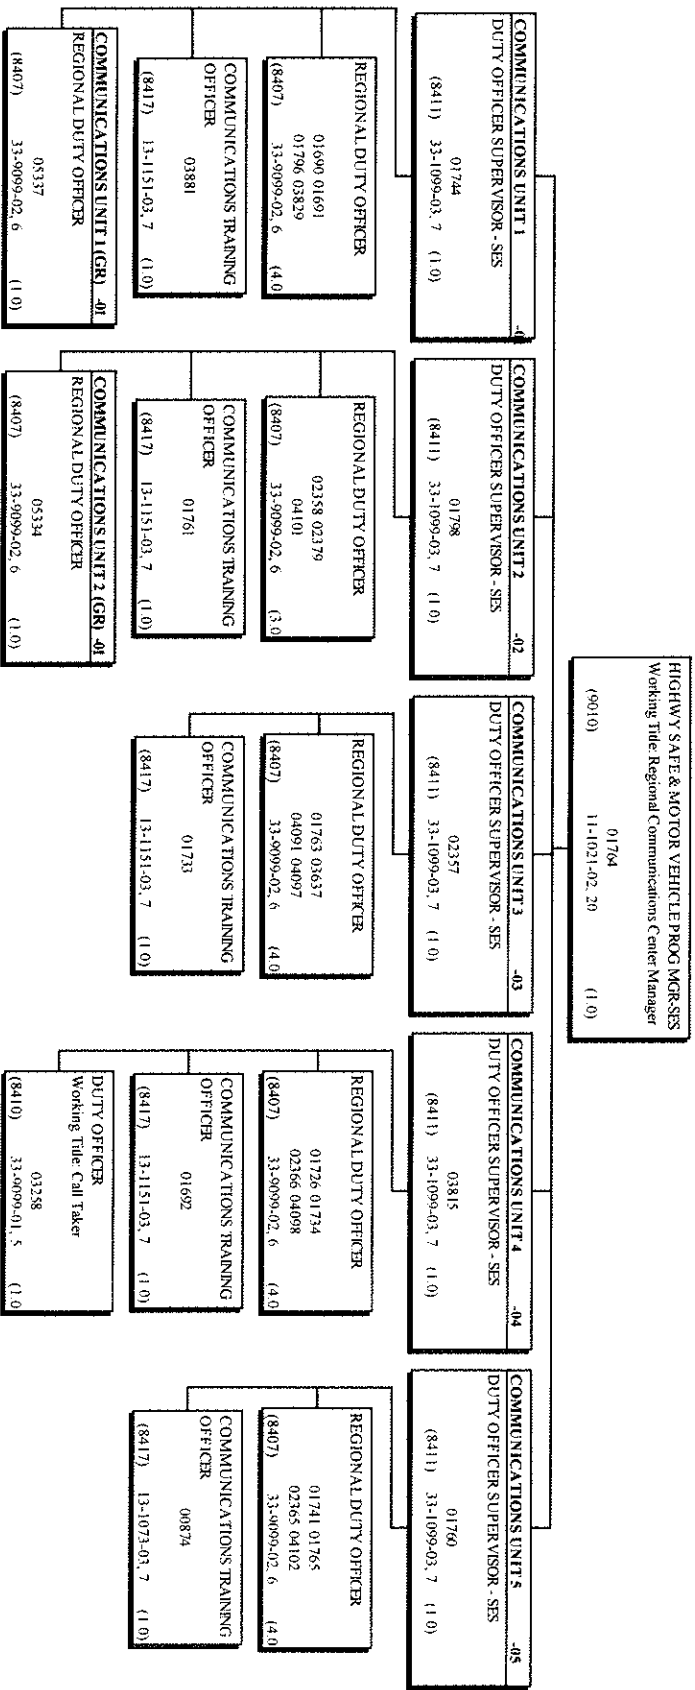 HIGHWY SAFE & MOTOR VEHICLE PROG MGR-SES
Working Title: Regional Communications Center Manager
01764
(9010) 11-1021-02, 20 (1.0)
COMMUNICATIONS UNIT 1
DUTY OFFICER SUPERVISOR - SES
01744
(8411) 33-1099-03, 7 (1 0)
REGIONAL DUTY OFFICER
01690 01691
01796 03829
(8407) 33-9099-02, 6 (4.0
COMMUNICATIONS TRAINING
OFFICER
03881
(8417) 13-1151-03, 7 (1.0)
COMMUNICATIONS UNIT 1 (GR) -01
REGIONAL DUTY OFFICER
05337
(8407) 33-9099-02, 6 (1 0)
COMMUNICATIONS UNIT 2 -02
DUTY OFFICER SUPERVISOR - SES
01798
(8411) 33-1099-03, 7 (1 0)
REGIONAL DUTY OFFICER
02358 02379
04101
(8407) 33-9099-02, 6 (3.0
COMMUNICATIONS TRAINING
OFFICER
01761
(8417) 13-1151-03, 7 (1.0)
COMMUNICATIONS UNIT 2 (GR) -01
REGIONAL DUTY OFFICER
05334
(8407) 33-9099-02, 6 (1.0)
COMMUNICATIONS UNIT 3 -03
DUTY OFFICER SUPERVISOR - SES
02357
(8411) 33-1099-03, 7 (1 0)
REGIONAL DUTY OFFICER
01763 03637
04091 04097
(8407) 33-9099-02, 6 (4.0
COMMUNICATIONS TRAINING
OFFICER
01733
(8417) 13-1151-03, 7 (1 0)
COMMUNICATIONS UNIT 4 -04
DUTY OFFICER SUPERVISOR - SES
03815
(8411) 33-1099-03, 7 (1.0)
REGIONAL DUTY OFFICER
01726 01734
02366 04098
(8407) 33-9099-02, 6 (4.0
COMMUNICATIONS TRAINING
OFFICER
01692
(8417) 13-1151-03, 7 (1.0)
DUTY OFFICER
Working Title: Call Taker
03258
(8410) 33-9099-01, 5 (1.0
COMMUNICATIONS UNIT 5 -05
DUTY OFFICER SUPERVISOR - SES
01760
(8411) 33-1099-03, 7 (1 0)
REGIONAL DUTY OFFICER
01741 01765
02365 04102
(8407) 33-9099-02, 6 (4.0
COMMUNICATIONS TRAINING
OFFICER
00874
(8417) 13-1073-03, 7 (1 0)